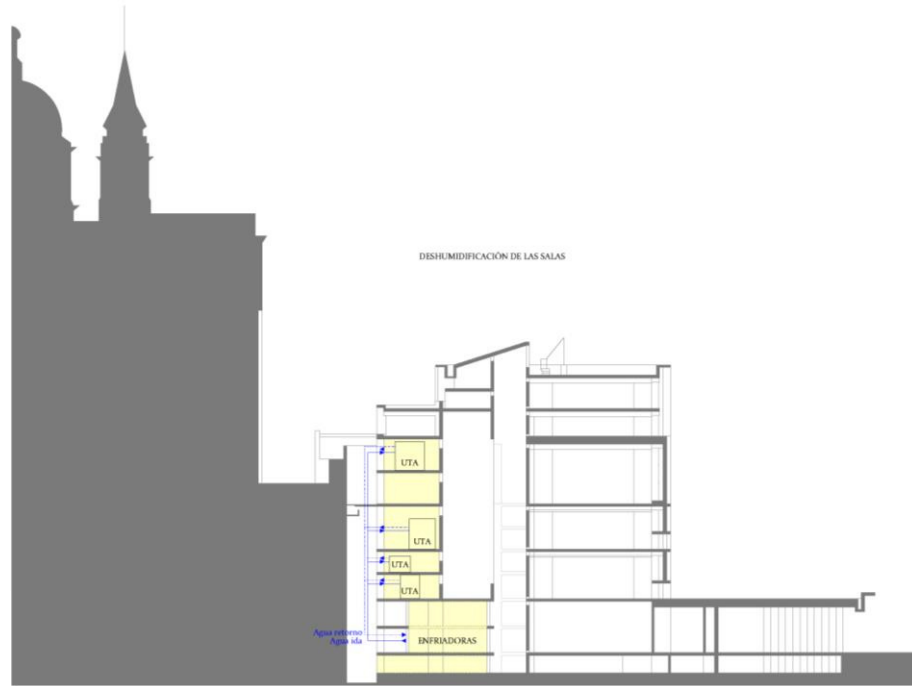 DESHUMIDIFICACIÓN DE LAS SALAS
UTA
UTA
UTA
UTA
Agua retorno
Agua ida
ENFRIADORAS